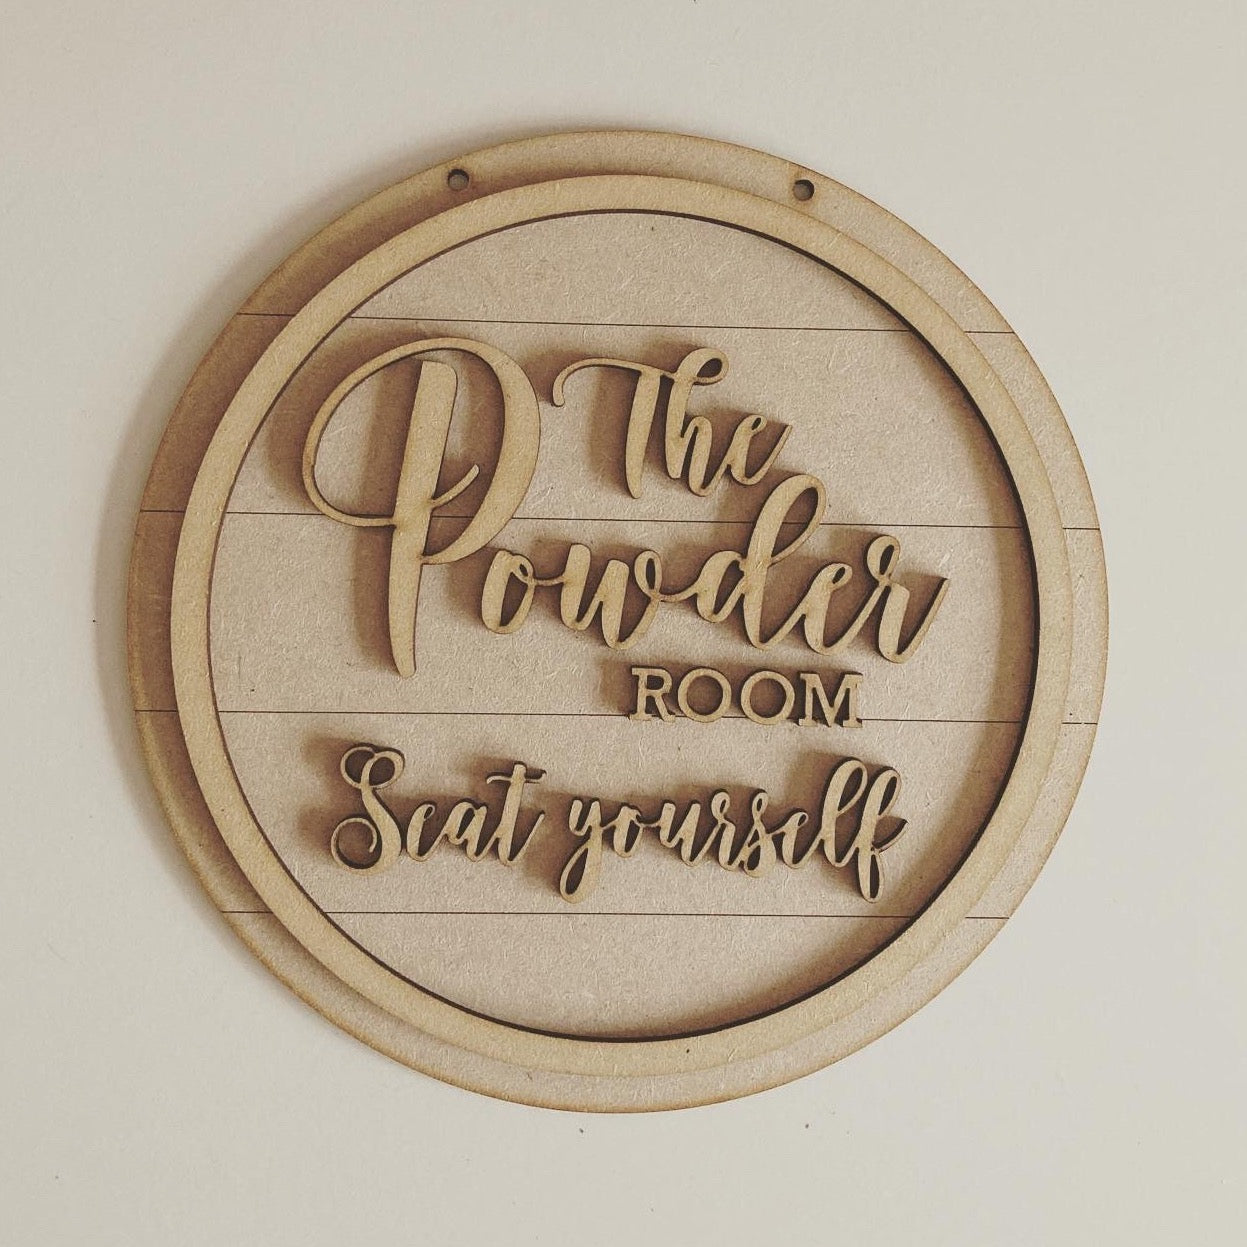 The
Powder
ROOM
Seat yourself